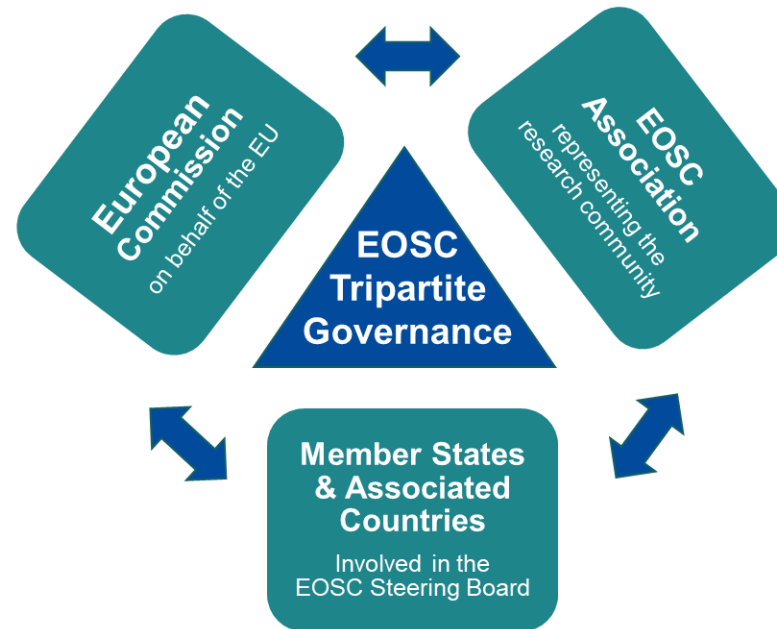 European
Commission
on behalf of the EU
EOSC
Association
representing the
research community
EOSC
Tripartite
Governance
Member States
& Associated
Countries
Involved in the
EOSC Steering Board